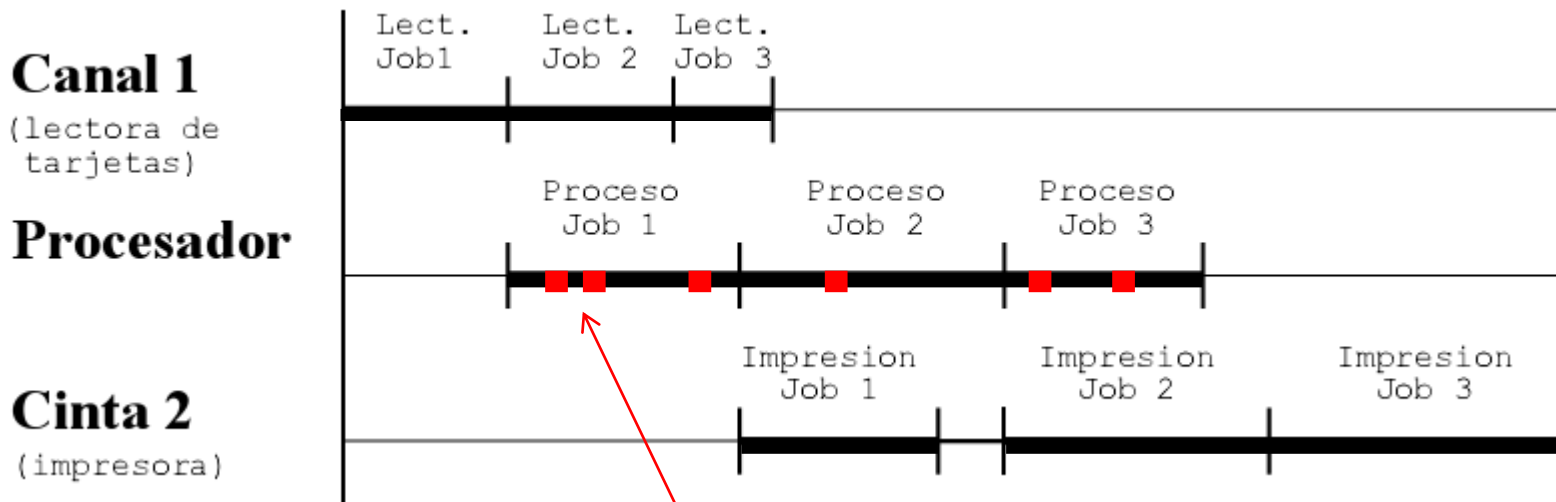 Lect. Lect. Lect.
Job1 Job 2 Job 3
Canal 1
(lectora de
tarjetas)
Proceso Proceso Proceso
Job 1 Job 2 Job 3
Procesador
Impresion Impresion Impresion
Job 1 Job 2 Job 3
Cinta 2
(impresora)